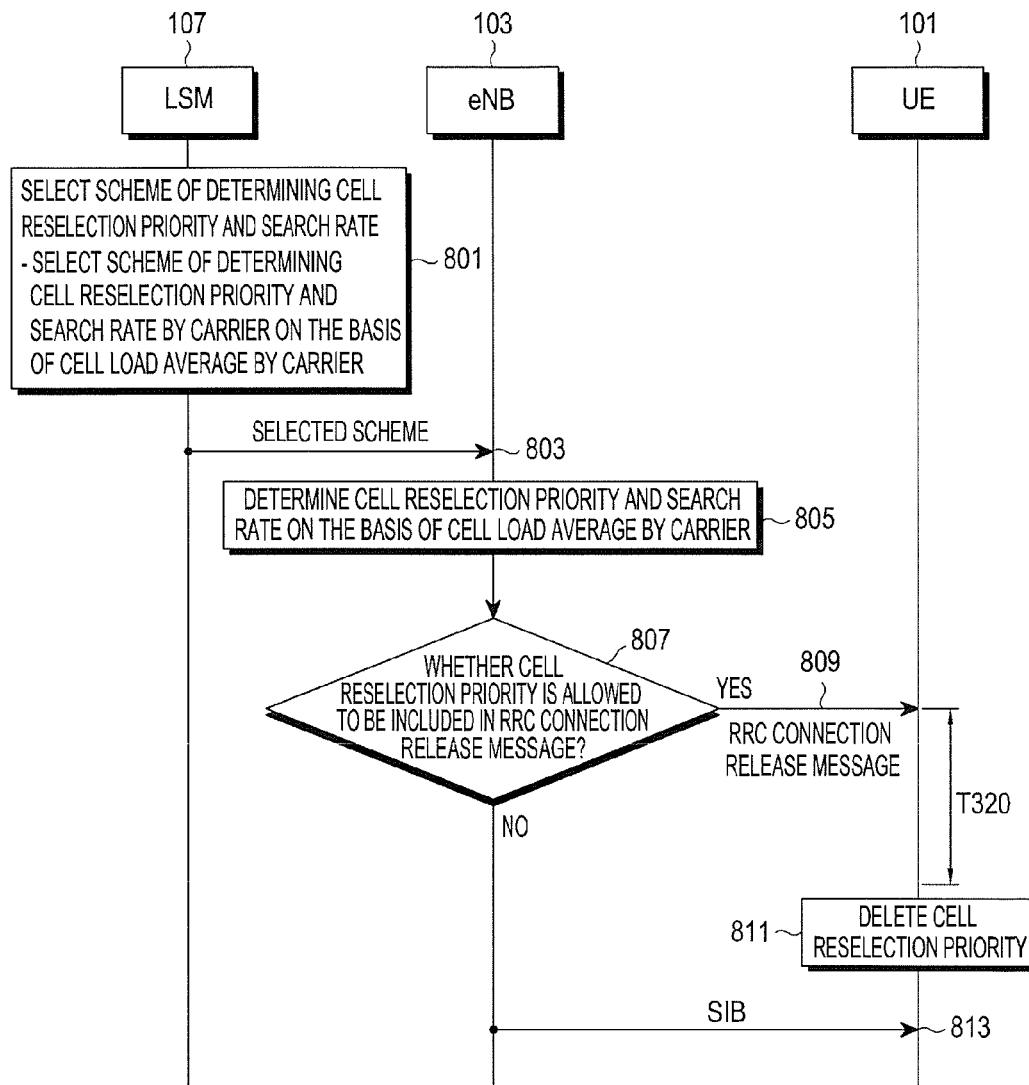 107
103
101
LSM
eNB
UE
SELECT SCHEME OF DETERMINING CELL
RESELECTION PRIORITY AND SEARCH RATE
- SELECT SCHEME OF DETERMINING
CELL RESELECTION PRIORITY AND
SEARCH RATE BY CARRIER ON THE BASIS
OF CELL LOAD AVERAGE BY CARRIER
801
SELECTED SCHEME
803
DETERMINE CELL RESELECTION PRIORITY AND SEARCH
RATE ON THE BASIS OF CELL LOAD AVERAGE BY CARRIER
805
807
WHETHER CELL
RESELECTION PRIORITY IS ALLOWED
TO BE INCLUDED IN RRC CONNECTION
RELEASE MESSAGE?
YES
809
RRC CONNECTION
RELEASE MESSAGE
T320
NO
811
DELETE CELL
RESELECTION PRIORITY
SIB
813